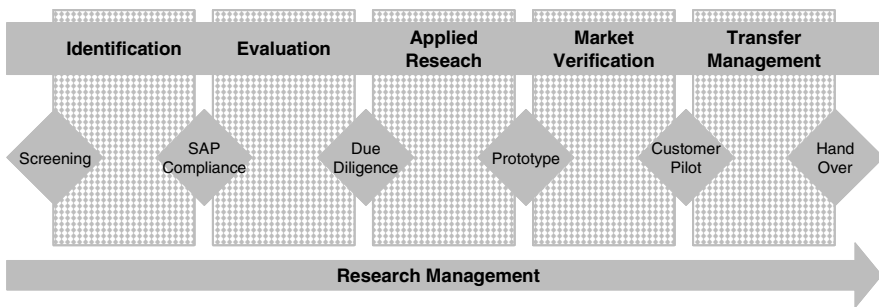 Identification
Evaluation
Applied
Reseach
Market
Verification
Transfer
Management
Screening
SAP
Compliance
Due
Diligence
Prototype
Customer
Pilot
Hand
Over
Research Management